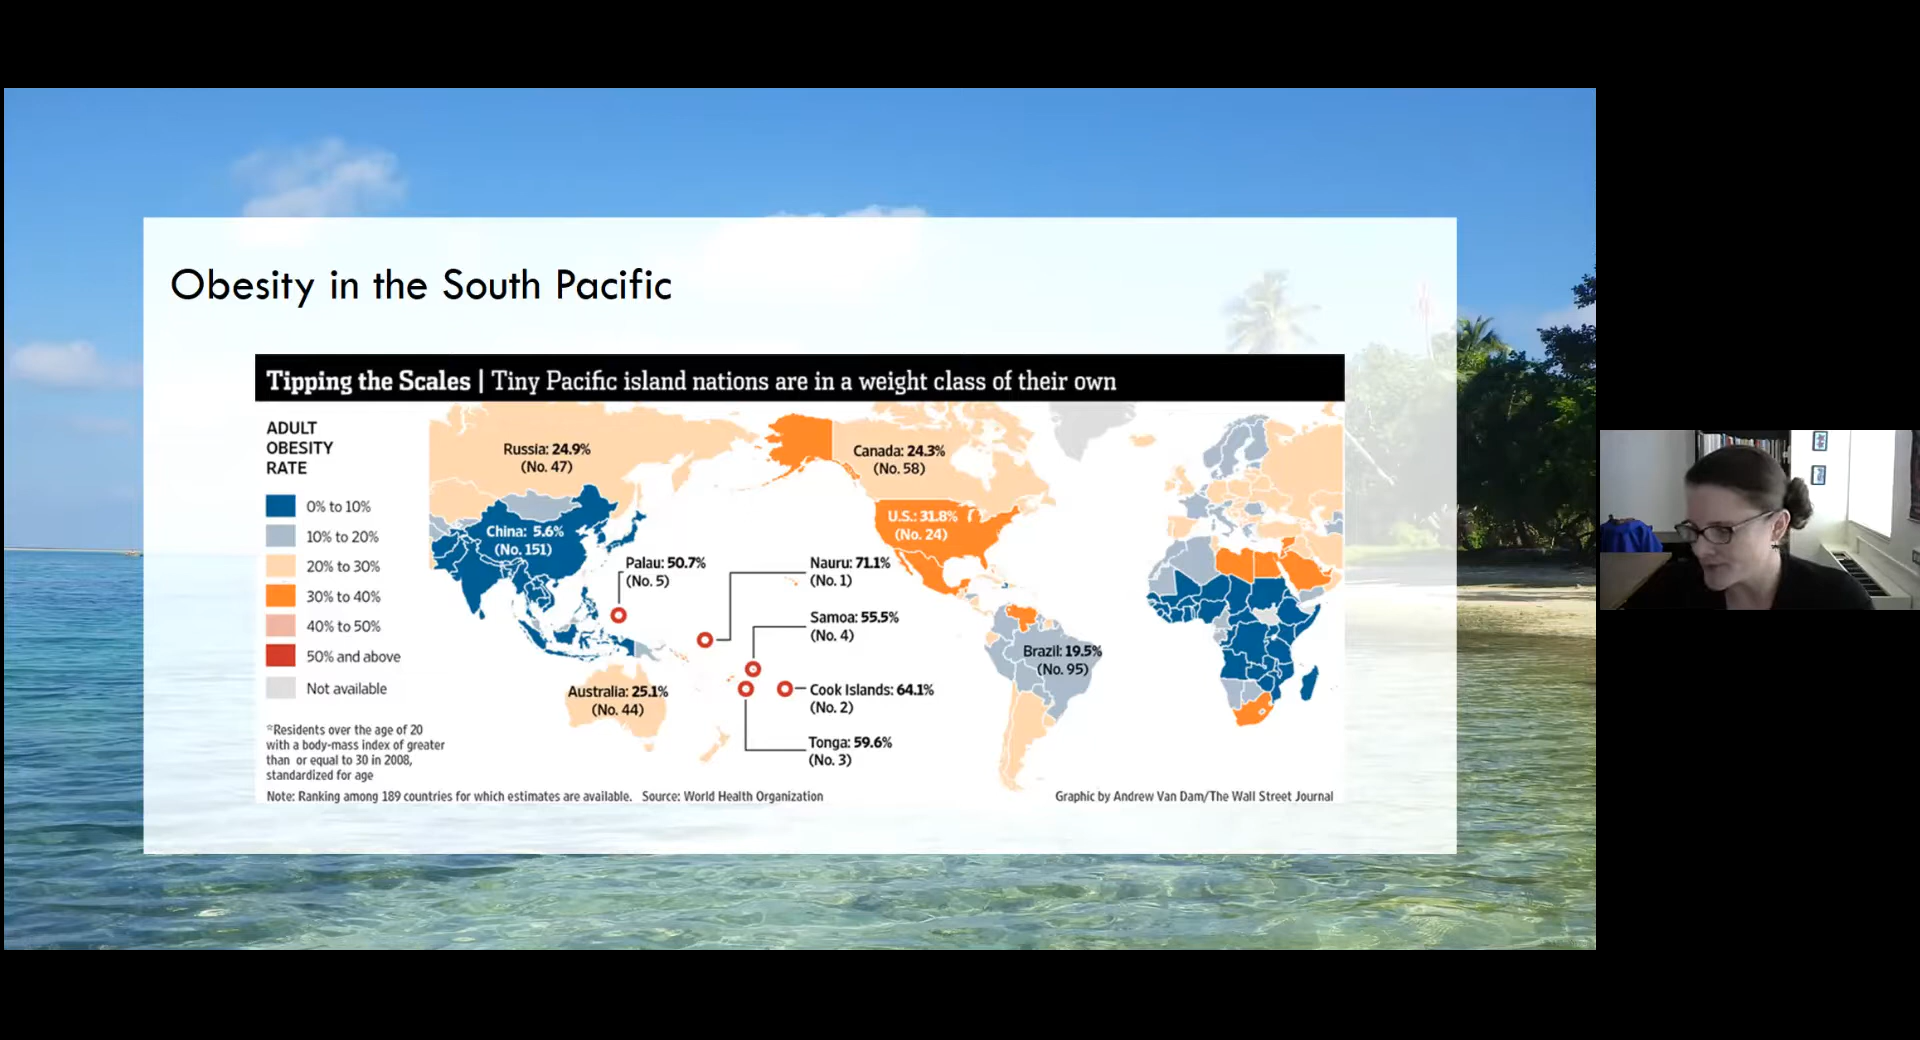 Obesity in the South Pacific
Tipping the Scales | Tiny Pacific island nations are in a weight class of their own
ADULT
OBESITY
RATE
0% to 10%
10% to 20%
20% to 30%
30% to 40%
40% to 50%
50% and above
Not available
Russia: 24.9%
(No. 47)
Canada: 24.3%
(No. 58)
U.S.: 31.8%
(No. 24)
China: 5.6%
(No. 151)
Palau: 50.7%
(No. 5)
Nauru: 71.1%
(No. 1)
Samoa: 55.5%
(No. 4)
Brazil: 19.5%
(No. 95)
Australia: 25.1%
(No. 44)
Cook Islands: 64.1%
(No. 2)
Tonga: 59.6%
(No. 3)
*Residents over the age of 20
with a body-mass index of greater
than or equal to 30 in 2008,
standardized for age
Note: Ranking among 189 countries for which estimates are available. Source: World Health Organization
Graphic by Andrew Van Dam/The Wall Street Journal